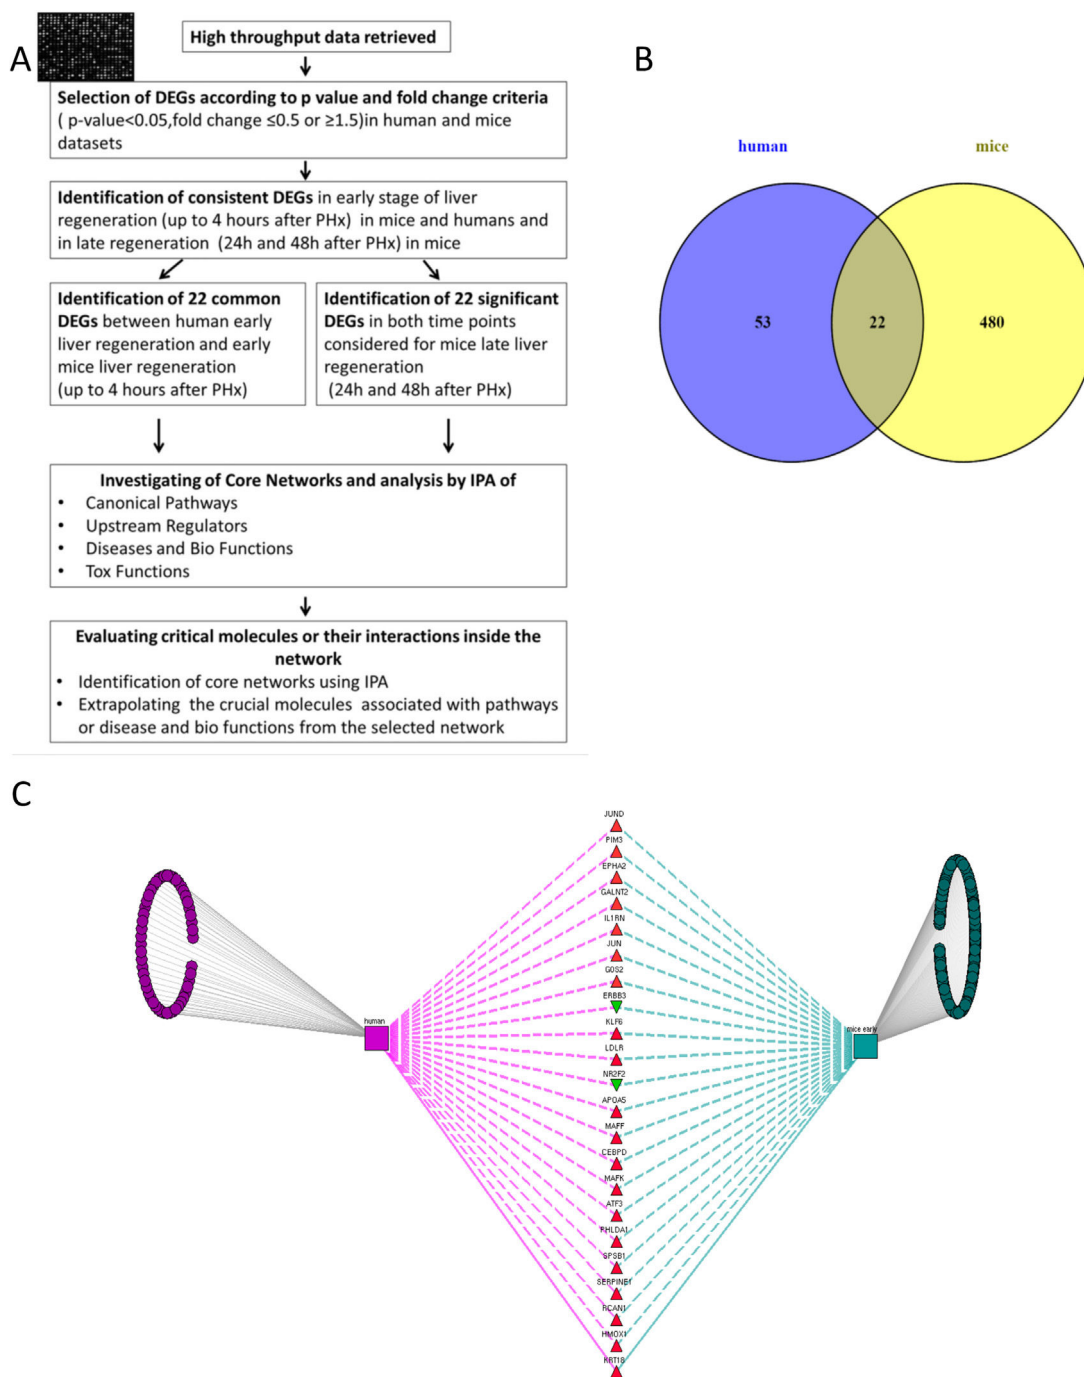 A
High throughput data retrieved
Selection of DEGs according to p value and fold change criteria
( p-value<0.05,fold change ≤0.5 or ≥1.5)in human and mice
datasets
Identification of consistent DEGs in early stage of liver
regeneration (up to 4 hours after PHx) in mice and humans and
in late regeneration (24h and 48h after PHx) in mice
Identification of 22 common
DEGs between human early
liver regeneration and early
mice liver regeneration
(up to 4 hours after PHx)
Identification of 22 significant
DEGs in both time points
considered for mice late liver
regeneration
(24h and 48h after PHx)
Investigating of Core Networks and analysis by IPA of
• Canonical Pathways
• Upstream Regulators
• Diseases and Bio Functions
• Tox Functions
Evaluating critical molecules or their interactions inside the
network
• Identification of core networks using IPA
• Extrapolating the crucial molecules associated with pathways
or disease and bio functions from the selected network
B
human
mice
53
22
480
C
human
mice early
JUND
PIM3
EPHA2
GALNT2
IL1RN
JUN
G0S2
ERBB3
KLF6
LDLR
NR2F2
APOA5
MAFF
CEBPD
MAFK
ATF3
PHLDA1
SPSB1
SERPINE1
RCAN1
HMOX1
KRT18